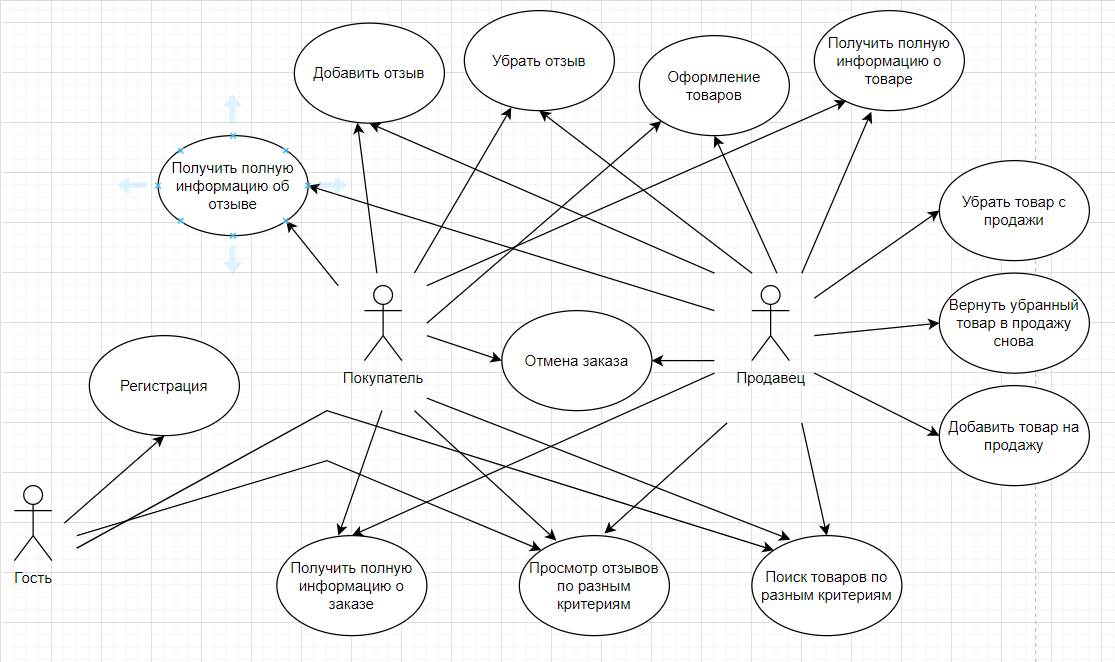 Добавить отзыв
Убрать отзыв
Оформление
товаров
Получить полную
информацию о
товаре
Получить полную
информацию об
отзыве
Убрать товар с
продажи
Вернуть убранный
товар в продажу
снова
Отмена заказа
Покупатель
Продавец
Регистрация
Добавить товар на
продажу
Гость
Получить полную
информацию о
заказе
Просмотр отзывов
по разным
критериям
Поиск товаров по
разным критериям